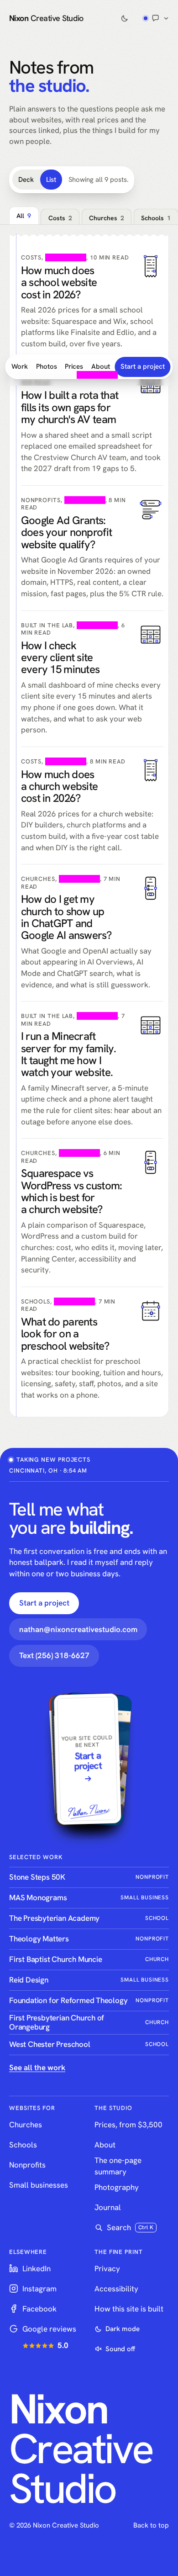 Nixon Creative Studio
Notes from
the studio.
Plain answers to the questions people ask me
about websites, with real prices and the
sources linked, plus the things I build for my
own people.
Deck List Showing all 9 posts.
All 9 Costs 2 Churches 2 Schools 1
COSTS, 10 MIN READ
How much does
a school website
cost in 2026?
Real 2026 prices for a small school
website: Squarespace and Wix, school
platforms like Finalsite and Edlio, and a
custom build, over five years.
Work Photos Prices About Start a project
How I built a rota that
fills its own gaps for
my church's AV team
How a shared sheet and a small script
replaced one emailed spreadsheet for
the Crestview Church AV team, and took
the 2027 draft from 19 gaps to 5.
NONPROFITS, 8 MIN
READ
Google Ad Grants:
does your nonprofit
website qualify?
What Google Ad Grants requires of your
website in November 2026: an owned
domain, HTTPS, real content, a clear
mission, fast pages, plus the 5% CTR rule.
BUILT IN THE LAB, 6
MIN READ
How I check
every client site
every 15 minutes
A small dashboard of mine checks every
client site every 15 minutes and alerts
my phone if one goes down. What it
watches, and what to ask your web
person.
COSTS, 8 MIN READ
How much does
a church website
cost in 2026?
Real 2026 prices for a church website:
DIY builders, church platforms and a
custom build, with a five-year cost table
and when DIY is the right call.
CHURCHES, 7 MIN
READ
How do I get my
church to show up
in ChatGPT and
Google AI answers?
What Google and OpenAI actually say
about appearing in AI Overviews, AI
Mode and ChatGPT search, what is
evidence, and what is still guesswork.
BUILT IN THE LAB, 7
MIN READ
I run a Minecraft
server for my family.
It taught me how I
watch your website.
A family Minecraft server, a 5-minute
uptime check and a phone alert taught
me the rule for client sites: hear about an
outage before anyone else does.
CHURCHES, 6 MIN
READ
Squarespace vs
WordPress vs custom:
which is best for
a church website?
A plain comparison of Squarespace,
WordPress and a custom build for
churches: cost, who edits it, moving later,
Planning Center, accessibility and
security.
SCHOOLS, 7 MIN
READ
What do parents
look for on a
preschool website?
A practical checklist for preschool
websites: tour booking, tuition and hours,
licensing, safety, staff, photos, and a site
that works on a phone.
TAKING NEW PROJECTS
CINCINNATI, OH · 8:54 AM
Tell me what
you are building.
The first conversation is free and ends with an
honest ballpark. I read it myself and reply
within one or two business days.
Start a project
nathan@nixoncreativestudio.com
Text (256) 318-6627
YOUR SITE COULD
BE NEXT
Start a
project
→
Nathan Nixon
SELECTED WORK
Stone Steps 50K NONPROFIT
MAS Monograms SMALL BUSINESS
The Presbyterian Academy SCHOOL
Theology Matters NONPROFIT
First Baptist Church Muncie CHURCH
Reid Design SMALL BUSINESS
Foundation for Reformed Theology NONPROFIT
First Presbyterian Church of
Orangeburg CHURCH
West Chester Preschool SCHOOL
See all the work
WEBSITES FOR
Churches
Schools
Nonprofits
Small businesses
THE STUDIO
Prices, from $3,500
About
The one-page
summary
Photography
Journal
Search Ctrl K
ELSEWHERE
LinkedIn
Instagram
Facebook
Google reviews
★★★★★ 5.0
THE FINE PRINT
Privacy
Accessibility
How this site is built
Dark mode
Sound off
Nixon
Creative
Studio
© 2026 Nixon Creative Studio Back to top